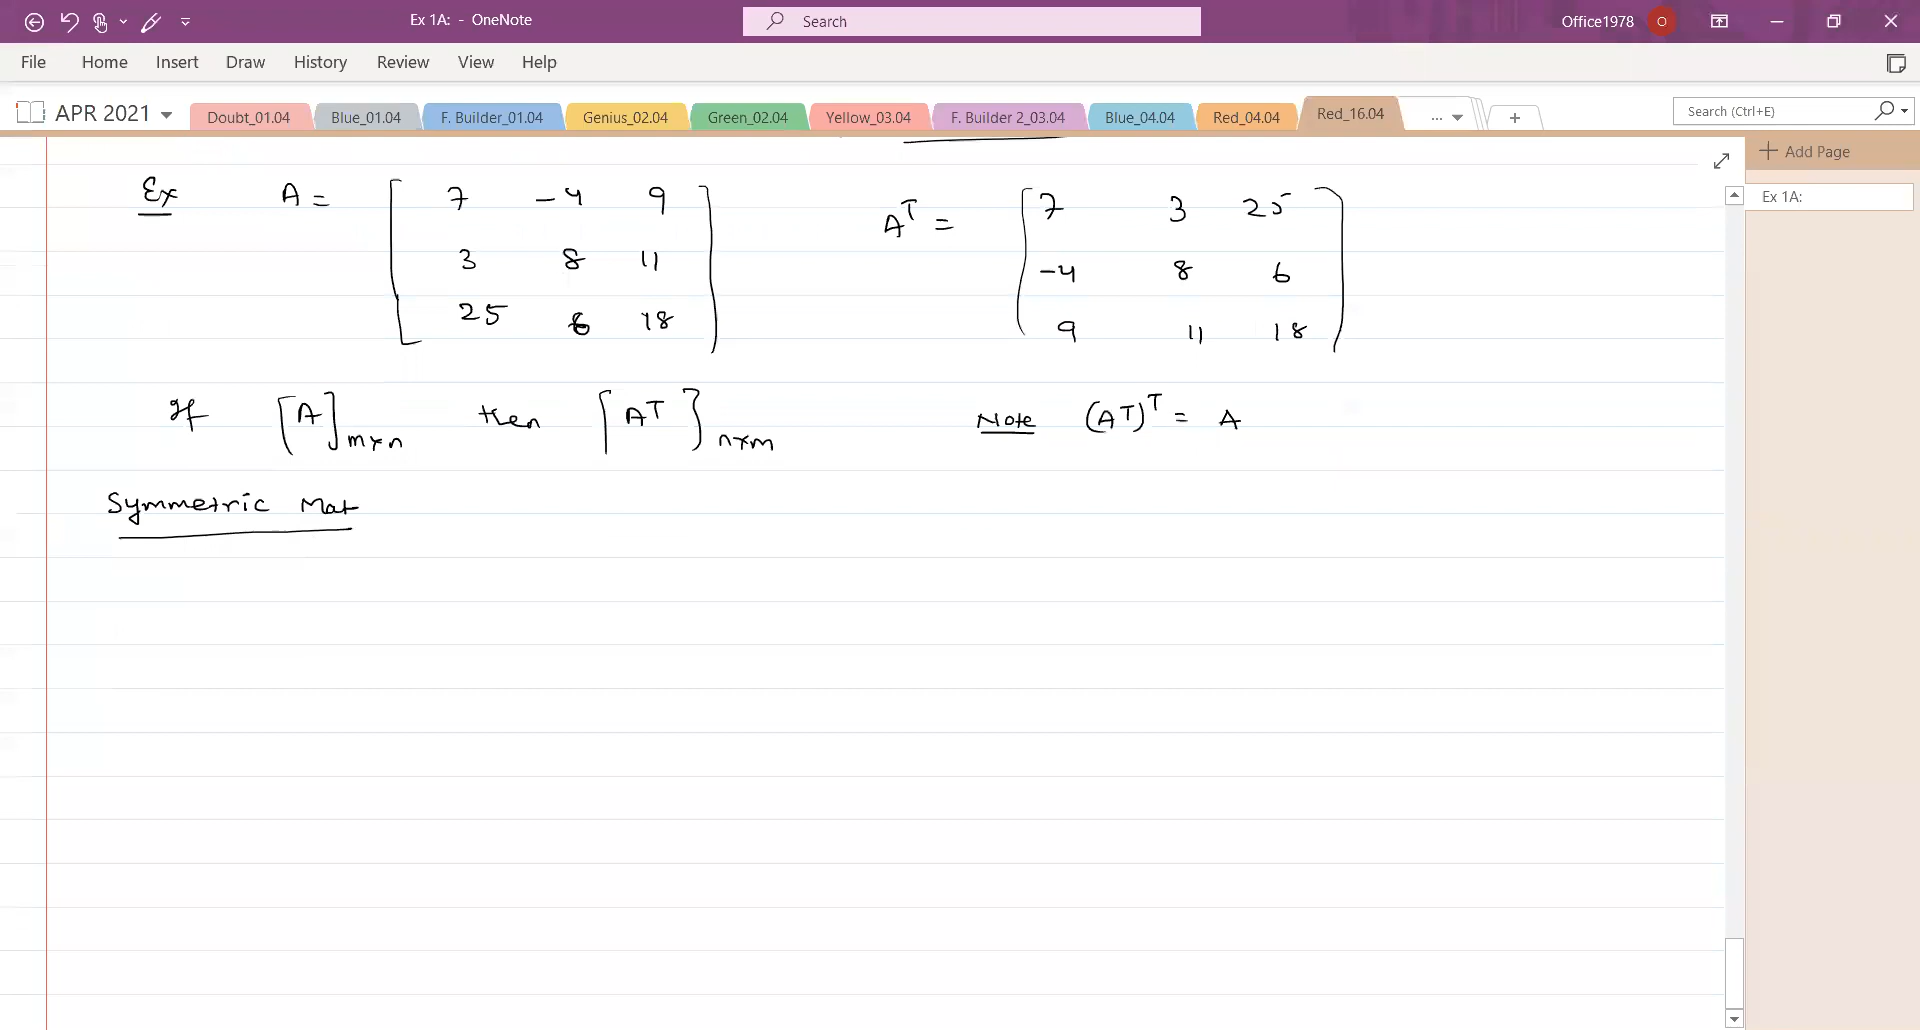 Ex 1A: - OneNote
Search
Office1978
O
File Home Insert Draw History Review View Help
APR 2021
Doubt_01.04 Blue_01.04 F. Builder_01.04 Genius_02.04 Green_02.04 Yellow_03.04 F. Builder 2_03.04 Blue_04.04 Red_04.04 Red_16.04 ... +
Search (Ctrl+E)
+ Add Page
Ex 1A:
Ex A = [ 7 -4 9
3 8 11
25 6 18 ]
A^T = [ 7 3 25
-4 8 6
9 11 18 ]
If [A]m×n then [A^T]n×m Note (A^T)^T = A
Symmetric Mat